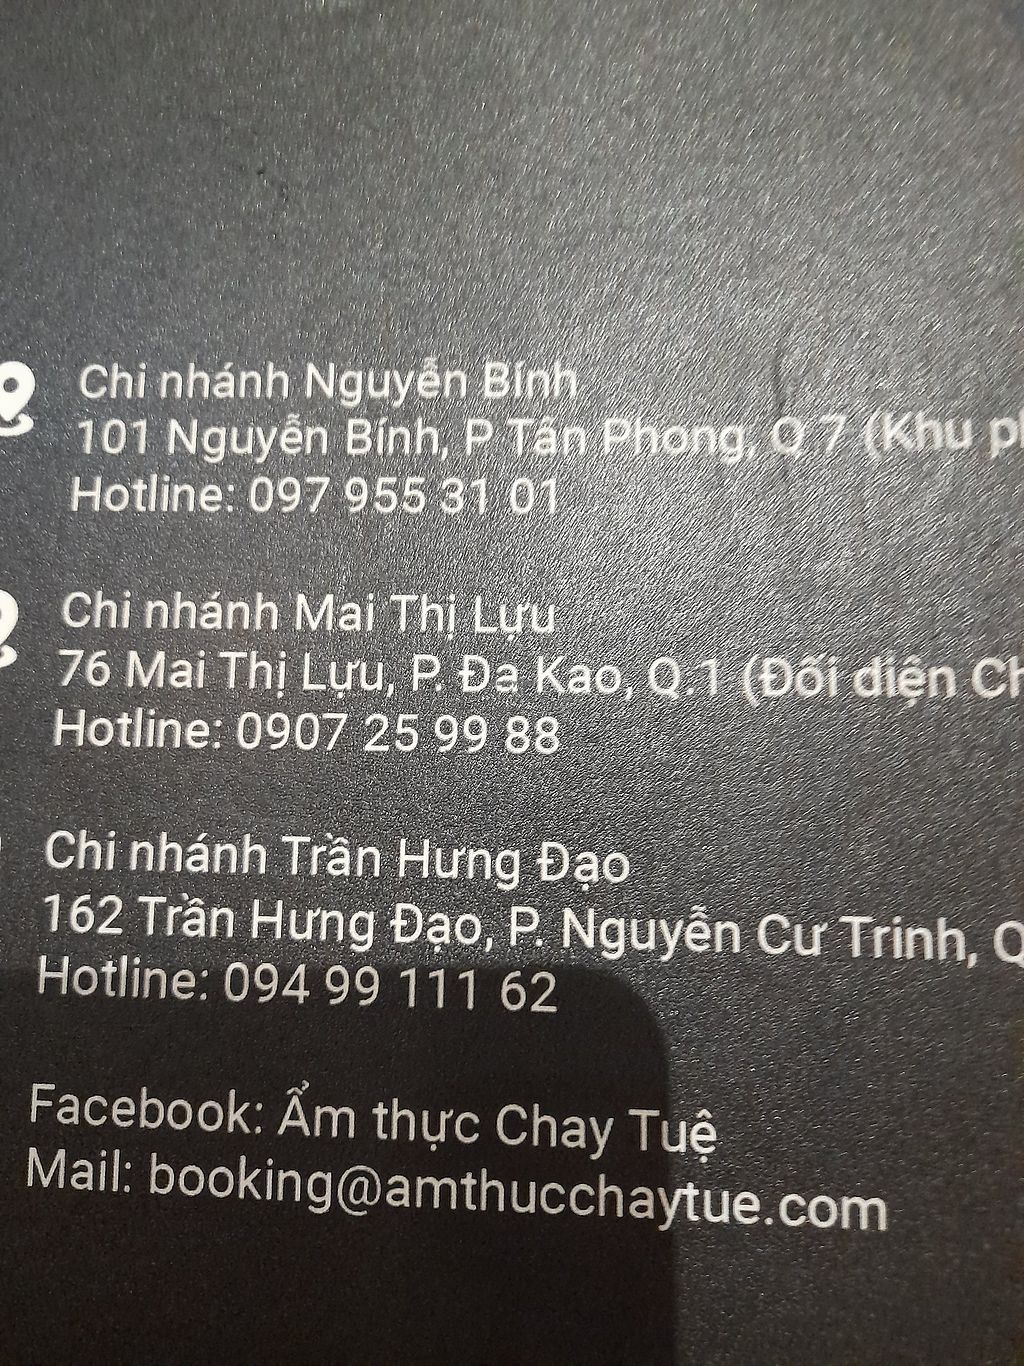 Chi nhánh Nguyễn Bính
101 Nguyễn Bính, P Tân Phong, Q 7 (Khu
Hotline: 097 955 31 01
Chi nhánh Mai Thị Lựu
76 Mai Thị Lựu, P. Đa Kao, Q.1 (Đối diện
Hotline: 0907 25 99 88
Chi nhánh Trần Hưng Đạo
162 Trần Hưng Đạo, P. Nguyễn Cư Trinh, Q
Hotline: 094 99 111 62
Facebook: Ẩm thực Chay Tuệ
Mail: booking@amthucchaytue.com